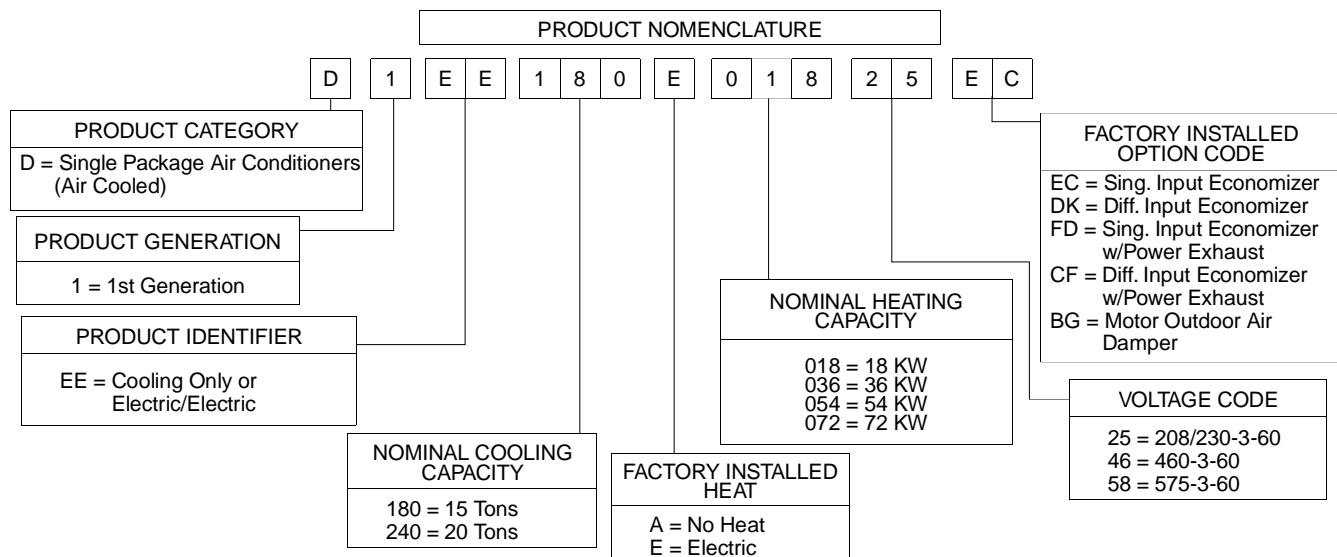 PRODUCT NOMENCLATURE
D 1 E E 1 8 0 E 0 1 8 2 5 E C
PRODUCT CATEGORY
D = Single Package Air Conditioners
(Air Cooled)
PRODUCT GENERATION
1 = 1st Generation
PRODUCT IDENTIFIER
EE = Cooling Only or
Electric/Electric
NOMINAL COOLING
CAPACITY
180 = 15 Tons
240 = 20 Tons
FACTORY INSTALLED
HEAT
A = No Heat
E = Electric
NOMINAL HEATING
CAPACITY
018 = 18 KW
036 = 36 KW
054 = 54 KW
072 = 72 KW
FACTORY INSTALLED
OPTION CODE
EC = Sing. Input Economizer
DK = Diff. Input Economizer
FD = Sing. Input Economizer
w/Power Exhaust
CF = Diff. Input Economizer
w/Power Exhaust
BG = Motor Outdoor Air
Damper
VOLTAGE CODE
25 = 208/230-3-60
46 = 460-3-60
58 = 575-3-60